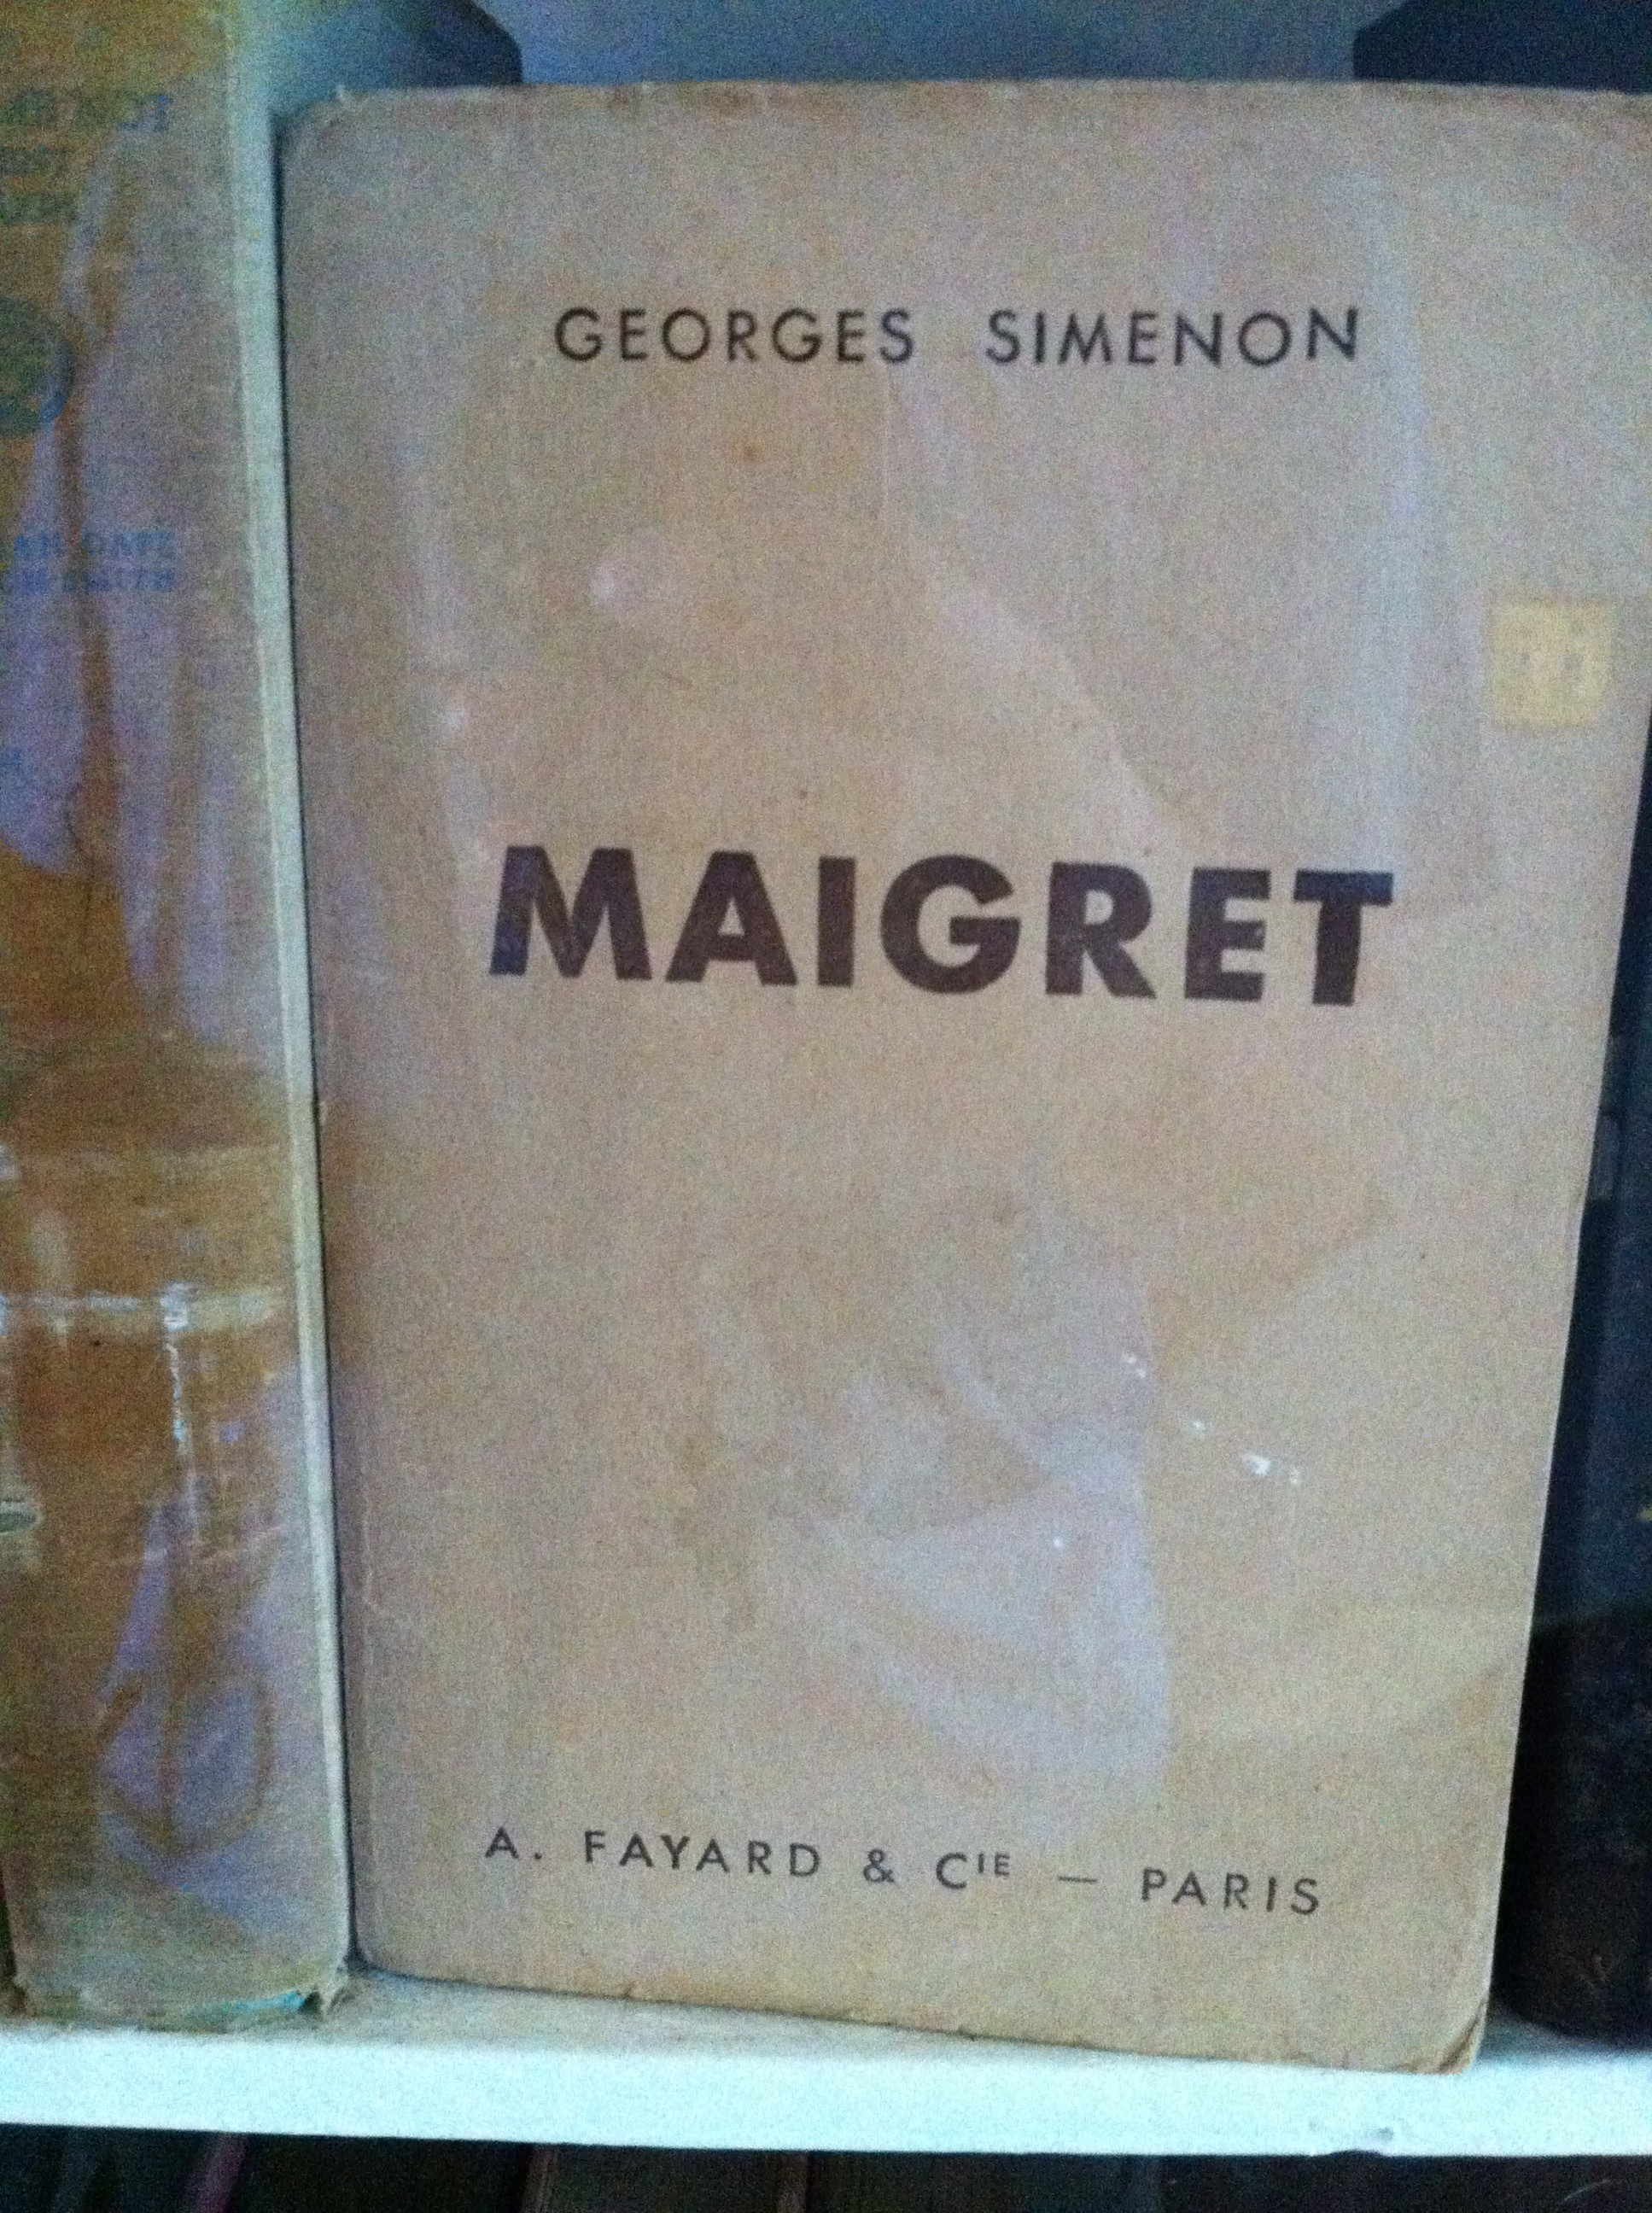 GEORGES SIMENON
MAIGRET
A. FAYARD & CIE — PARIS